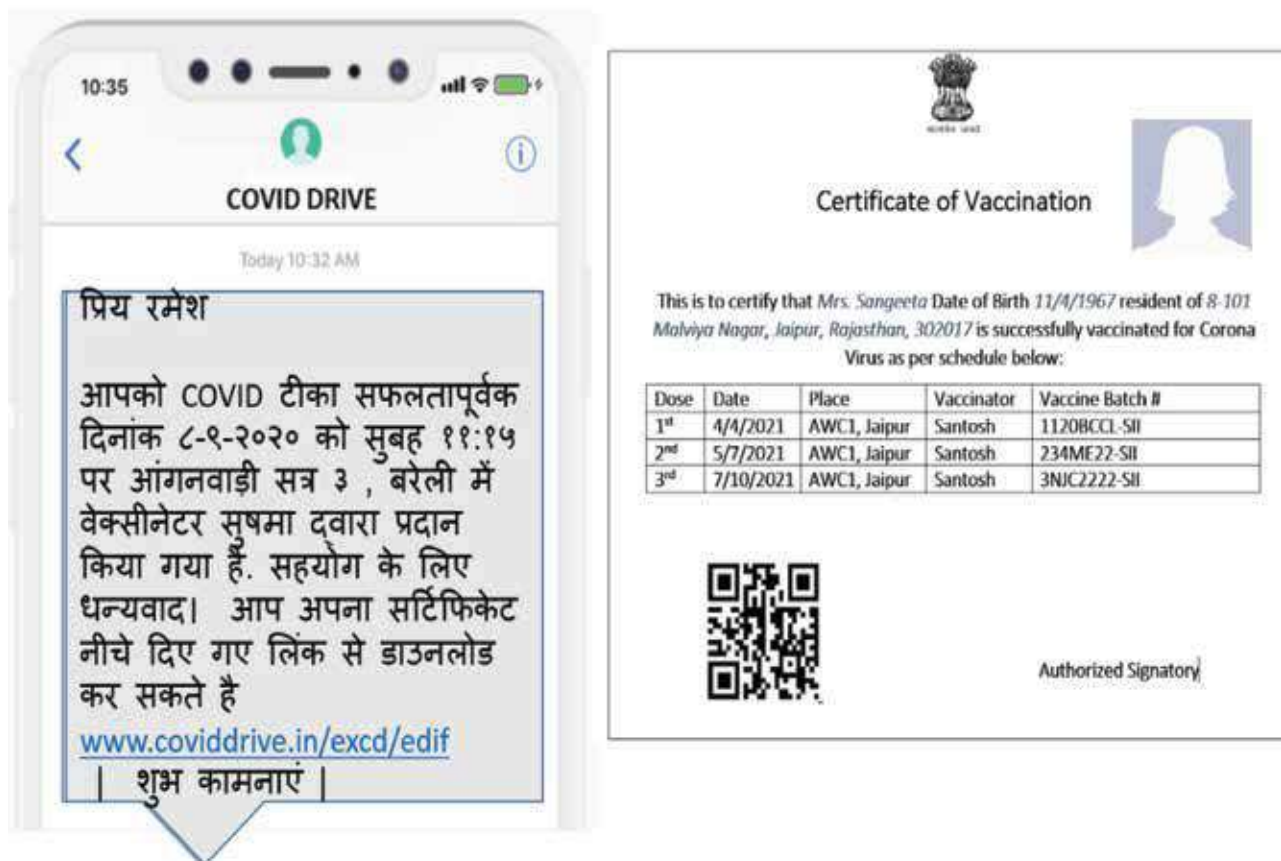 10:35
COVID DRIVE
Today 10:32 AM
प्रिय रमेश
आपको COVID टीका सफलतापूर्वक
दिनांक ८-९-२०२० को सुबह ११:१५
पर आंगनवाड़ी सत्र ३ , बरेली में
वेक्सीनेटर सुषमा द्वारा प्रदान
किया गया है. सहयोग के लिए
धन्यवाद| आप अपना सर्टिफिकेट
नीचे दिए गए लिंक से डाउनलोड
कर सकते है
www.coviddrive.in/excd/edif
| शुभ कामनाएं |
सत्यमेव जयते
Certificate of Vaccination
This is to certify that Mrs. Sangeeta Date of Birth 11/4/1967 resident of 8-101
Malviya Nagar, Jaipur, Rajasthan, 302017 is successfully vaccinated for Corona
Virus as per schedule below:
Dose Date Place Vaccinator Vaccine Batch #
1st 4/4/2021 AWC1, Jaipur Santosh 1120BCCL-SII
2nd 5/7/2021 AWC1, Jaipur Santosh 234ME22-SII
3rd 7/10/2021 AWC1, Jaipur Santosh 3NJC2222-SII
Authorized Signatory